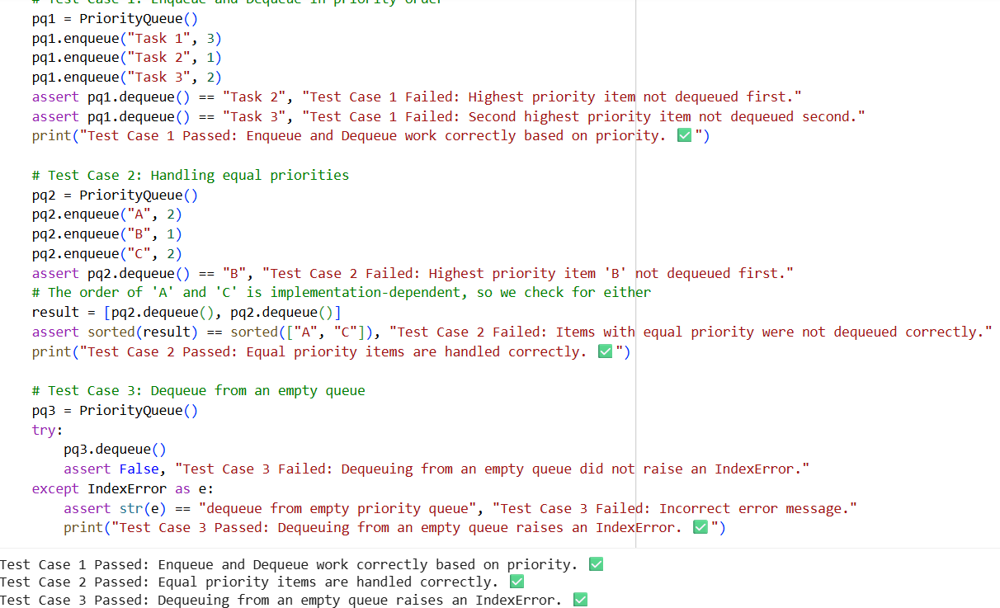 # Test Case 1: Enqueue and Dequeue in priority order
pq1 = PriorityQueue()
pq1.enqueue("Task 1", 3)
pq1.enqueue("Task 2", 1)
pq1.enqueue("Task 3", 2)
assert pq1.dequeue() == "Task 2", "Test Case 1 Failed: Highest priority item not dequeued first."
assert pq1.dequeue() == "Task 3", "Test Case 1 Failed: Second highest priority item not dequeued second."
print("Test Case 1 Passed: Enqueue and Dequeue work correctly based on priority. ✅")

# Test Case 2: Handling equal priorities
pq2 = PriorityQueue()
pq2.enqueue("A", 2)
pq2.enqueue("B", 1)
pq2.enqueue("C", 2)
assert pq2.dequeue() == "B", "Test Case 2 Failed: Highest priority item 'B' not dequeued first."
# The order of 'A' and 'C' is implementation-dependent, so we check for either
result = [pq2.dequeue(), pq2.dequeue()]
assert sorted(result) == sorted(["A", "C"]), "Test Case 2 Failed: Items with equal priority were not dequeued correctly."
print("Test Case 2 Passed: Equal priority items are handled correctly. ✅")

# Test Case 3: Dequeue from an empty queue
pq3 = PriorityQueue()
try:
    pq3.dequeue()
    assert False, "Test Case 3 Failed: Dequeuing from an empty queue did not raise an IndexError."
except IndexError as e:
    assert str(e) == "dequeue from empty priority queue", "Test Case 3 Failed: Incorrect error message."
    print("Test Case 3 Passed: Dequeuing from an empty queue raises an IndexError. ✅")

Test Case 1 Passed: Enqueue and Dequeue work correctly based on priority. ✅
Test Case 2 Passed: Equal priority items are handled correctly. ✅
Test Case 3 Passed: Dequeuing from an empty queue raises an IndexError. ✅